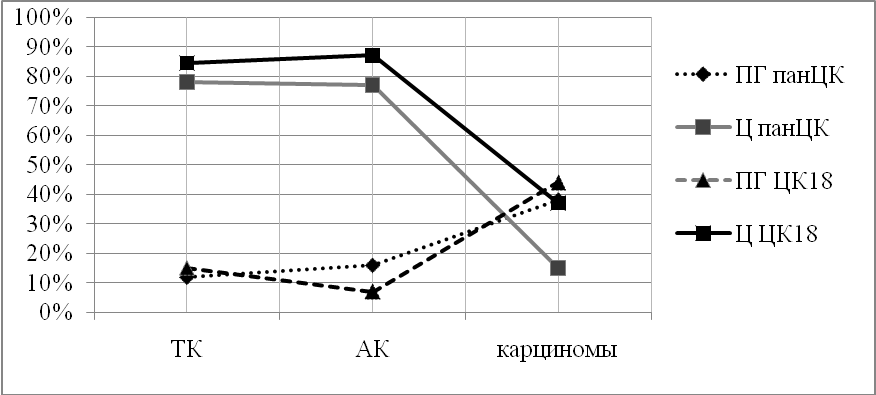 100%
90%
80%
70%
60%
50%
40%
30%
20%
10%
0%
ТК АК карциномы
ПГ панЦК
Ц панЦК
ПГ ЦК18
Ц ЦК18